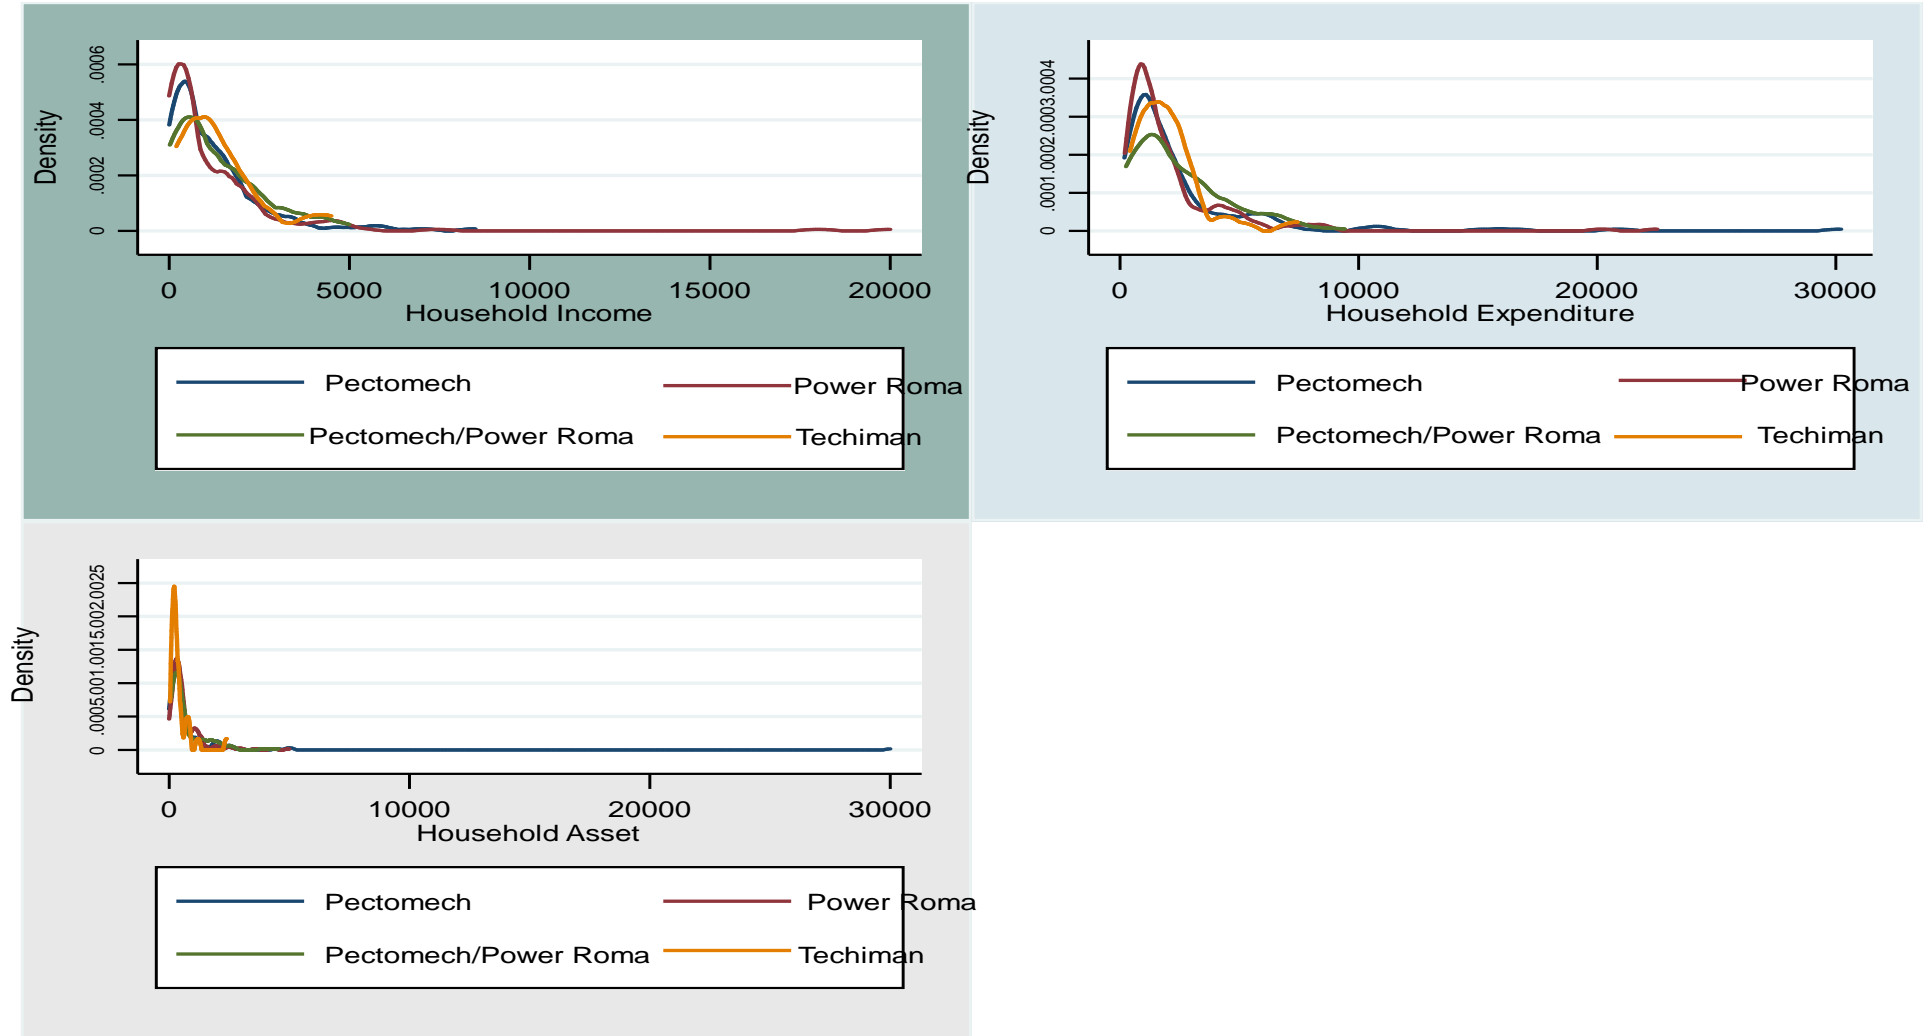 Density
0 .0002 .0004 .0006
0 5000 10000 15000 20000
Household Income
Pectomech Power Roma
Pectomech/Power Roma Techiman
Density
0 .0001.0002.0003.0004
0 10000 20000 30000
Household Expenditure
Pectomech Power Roma
Pectomech/Power Roma Techiman
Density
0 .0005.001.0015.002.0025
0 10000 20000 30000
Household Asset
Pectomech Power Roma
Pectomech/Power Roma Techiman